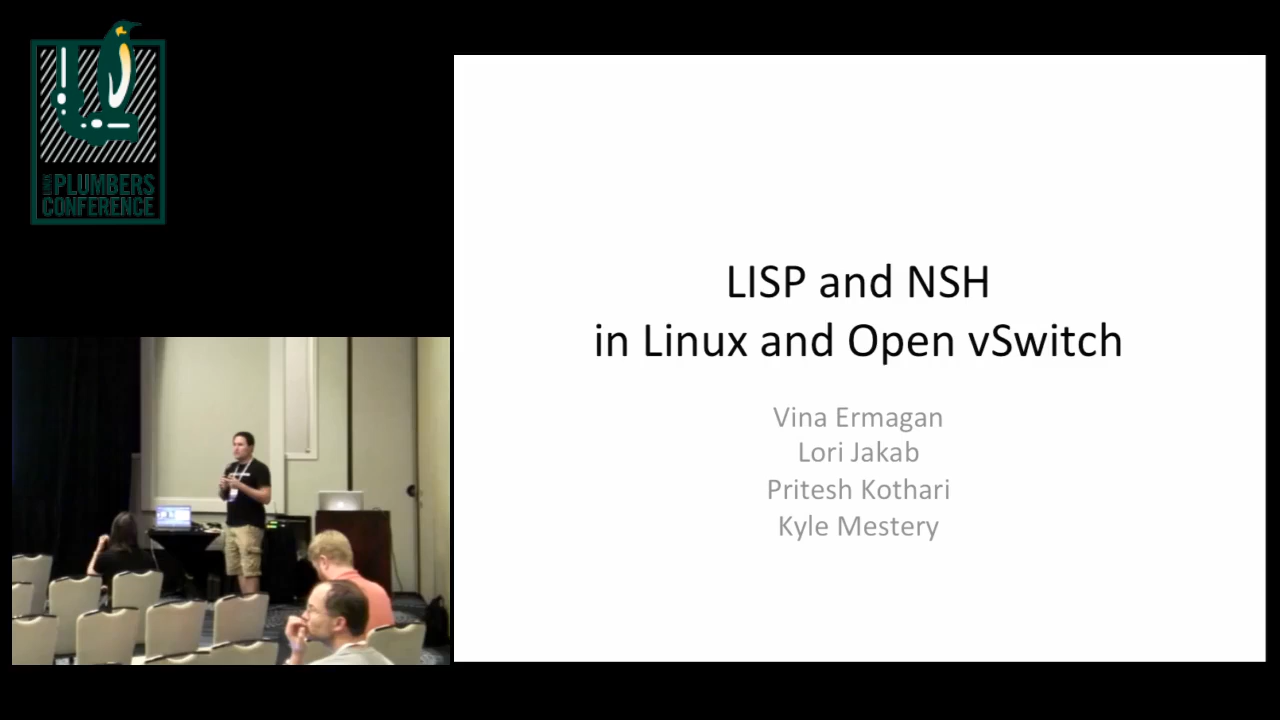 LINUX
PLUMBERS
CONFERENCE
LISP and NSH
in Linux and Open vSwitch
Vina Ermagan
Lori Jakab
Pritesh Kothari
Kyle Mestery